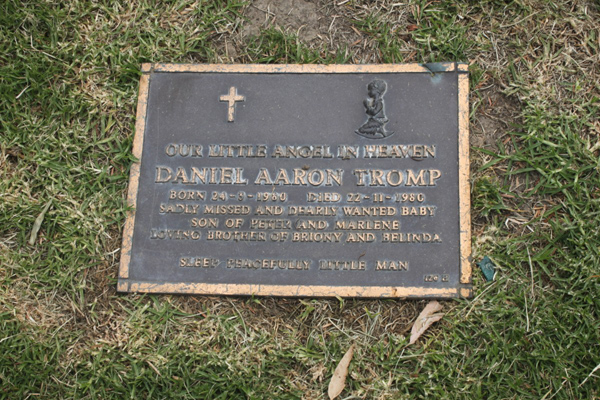 OUR LITTLE ANGEL IN HEAVEN
DANIEL AARON TROMP
BORN 24-9-1980 DIED 22-11-1980
SADLY MISSED AND DEARLY WANTED BABY
SON OF PETER AND MARLENE
LOVING BROTHER OF BRIONY AND BELINDA
SLEEP PEACEFULLY LITTLE MAN